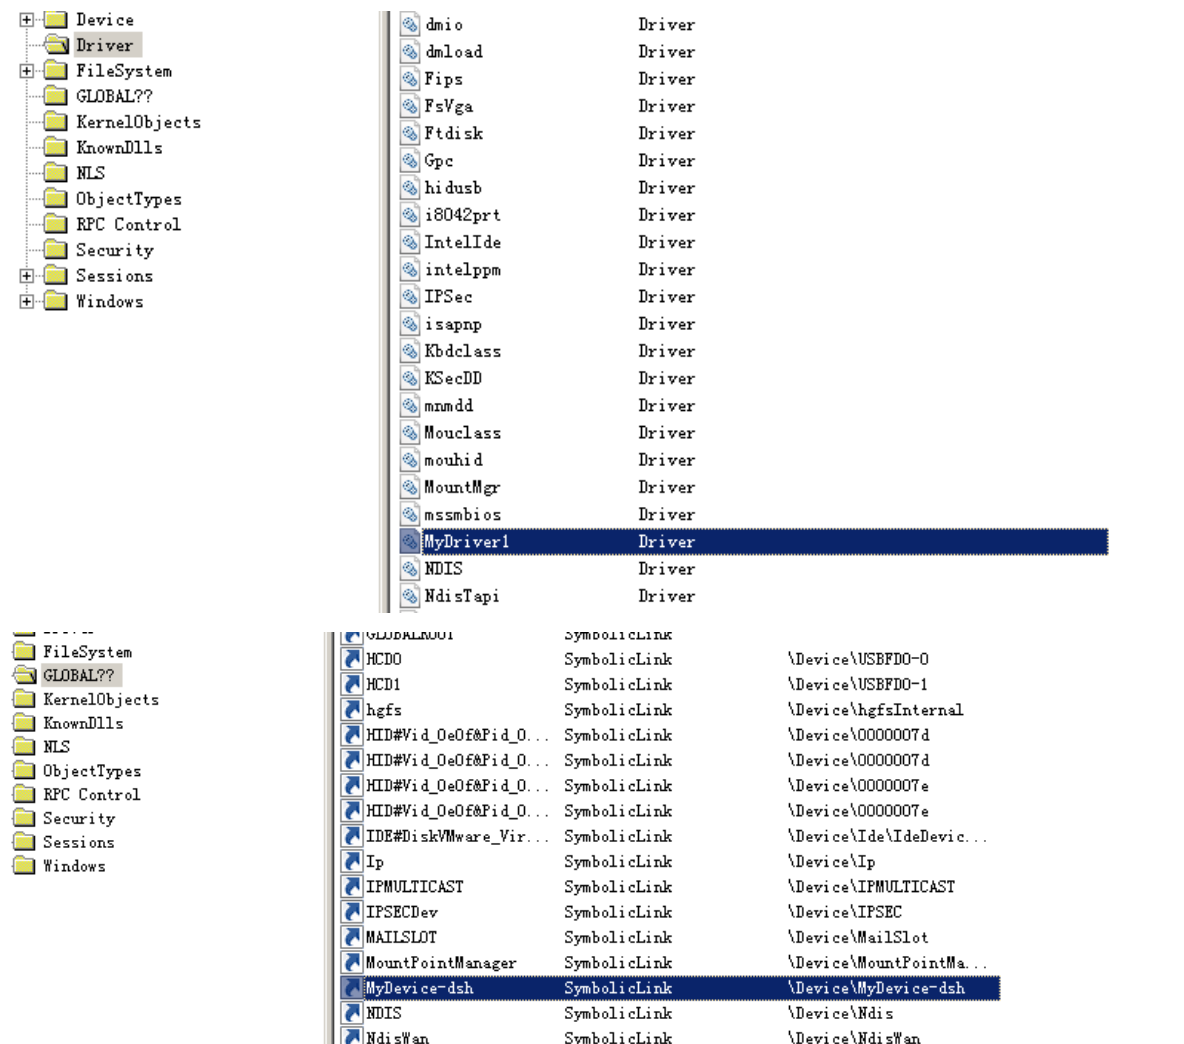 Device
Driver
FileSystem
GLOBAL??
KernelObjects
KnownDlls
NLS
ObjectTypes
RPC Control
Security
Sessions
Windows
dmio Driver
dmload Driver
Fips Driver
FsVga Driver
Ftdisk Driver
Gpc Driver
hidusb Driver
i8042prt Driver
IntelIde Driver
intelppm Driver
IPSec Driver
isapnp Driver
Kbdclass Driver
KSecDD Driver
mnmdd Driver
Mouclass Driver
mouhid Driver
MountMgr Driver
mssmbios Driver
MyDriver1 Driver
NDIS Driver
NdisTapi Driver
FileSystem
GLOBAL??
KernelObjects
KnownDlls
NLS
ObjectTypes
RPC Control
Security
Sessions
Windows
GLOBALROOT SymbolicLink
HCD0 SymbolicLink \Device\USBFDO-0
HCD1 SymbolicLink \Device\USBFDO-1
hgfs SymbolicLink \Device\hgfsInternal
HID#Vid_0e0f&Pid_0... SymbolicLink \Device\0000007d
HID#Vid_0e0f&Pid_0... SymbolicLink \Device\0000007d
HID#Vid_0e0f&Pid_0... SymbolicLink \Device\0000007e
HID#Vid_0e0f&Pid_0... SymbolicLink \Device\0000007e
IDE#DiskVMware_Vir... SymbolicLink \Device\Ide\IdeDevic...
Ip SymbolicLink \Device\Ip
IPMULTICAST SymbolicLink \Device\IPMULTICAST
IPSECDev SymbolicLink \Device\IPSEC
MAILSLOT SymbolicLink \Device\MailSlot
MountPointManager SymbolicLink \Device\MountPointMa...
MyDevice-dsh SymbolicLink \Device\MyDevice-dsh
NDIS SymbolicLink \Device\Ndis
NdisWan SymbolicLink \Device\NdisWan